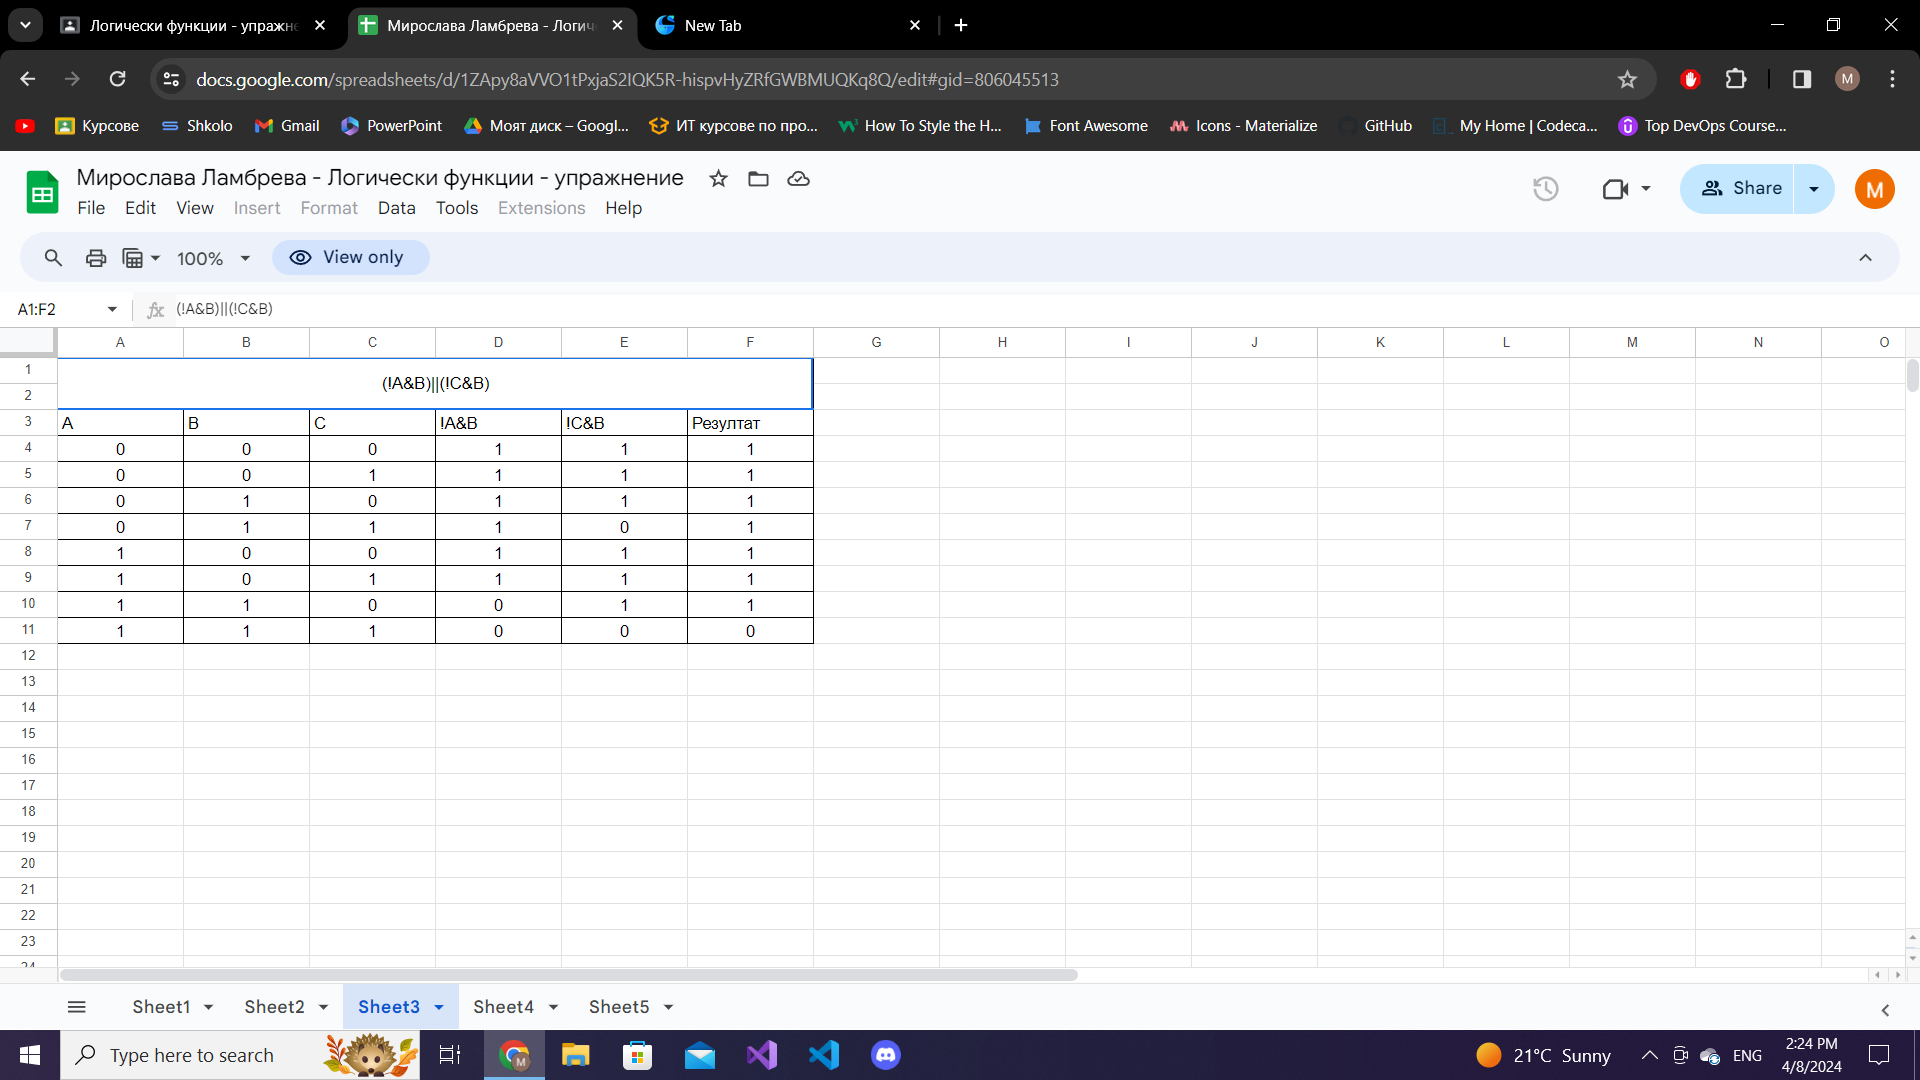 Логически функции - упражне
Мирослава Ламбрева - Логич
New Tab
docs.google.com/spreadsheets/d/1ZApy8aVVO1tPxjaS2IQK5R-hispvHyZRfGWBMUQKq8Q/edit#gid=806045513
M
Курсове
Shkolo
Gmail
PowerPoint
Моят диск – Googl...
ИТ курсове по про...
How To Style the H...
Font Awesome
Icons - Materialize
GitHub
My Home | Codeca...
Top DevOps Course...
Мирослава Ламбрева - Логически функции - упражнение
File Edit View Insert Format Data Tools Extensions Help
Share
M
100%
View only
A1:F2
fx (!A&B)||(!C&B)
A B C D E F G H I J K L M N O
1
2
(!A&B)||(!C&B)
3 A B C !A&B !C&B Резултат
4 0 0 0 1 1 1
5 0 0 1 1 1 1
6 0 1 0 1 1 1
7 0 1 1 1 0 1
8 1 0 0 1 1 1
9 1 0 1 1 1 1
10 1 1 0 0 1 1
11 1 1 1 0 0 0
12
13
14
15
16
17
18
19
20
21
22
23
24
Sheet1 Sheet2 Sheet3 Sheet4 Sheet5
Type here to search
M
21°C Sunny
ENG
2:24 PM
4/8/2024